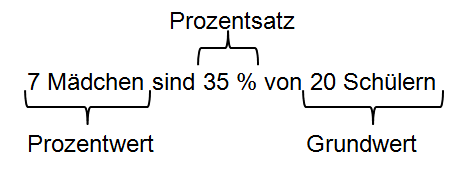 Prozentsatz
7 Mädchen sind 35 % von 20 Schülern
Prozentwert Grundwert